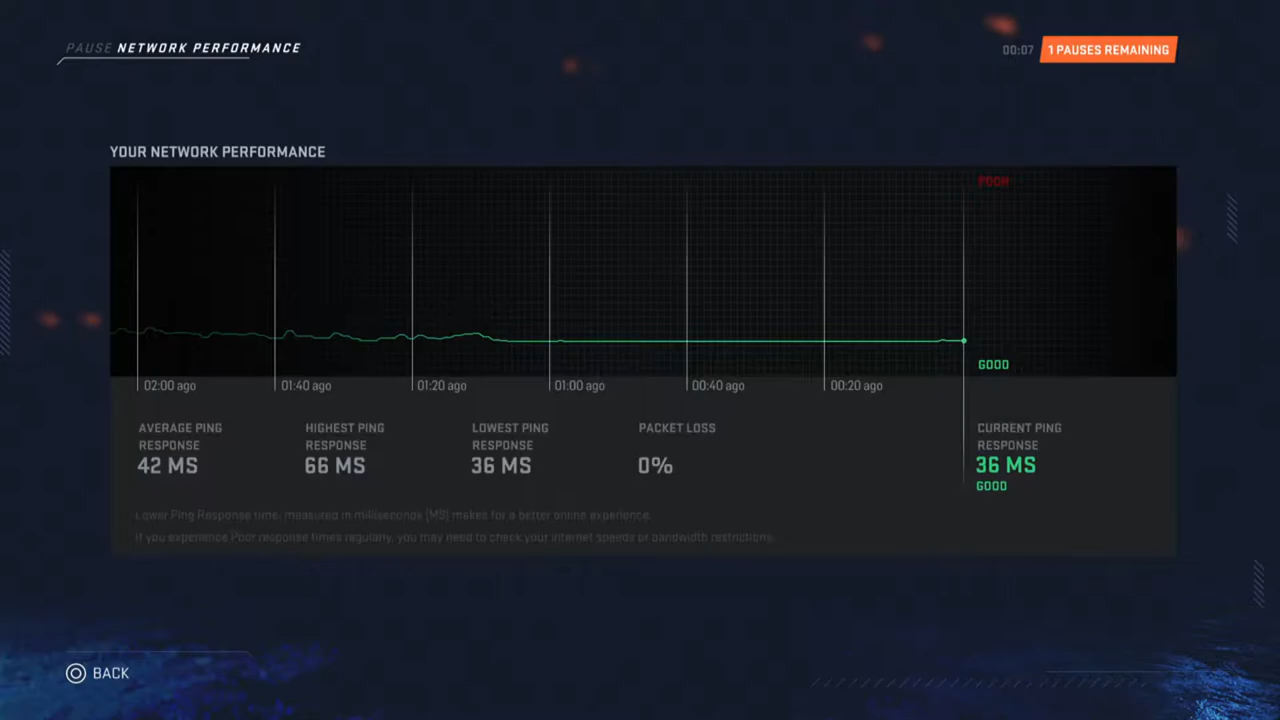 PAUSE NETWORK PERFORMANCE
00:07 1 PAUSES REMAINING
YOUR NETWORK PERFORMANCE
POOR
GOOD
02:00 ago 01:40 ago 01:20 ago 01:00 ago 00:40 ago 00:20 ago
AVERAGE PING RESPONSE
42 MS
HIGHEST PING RESPONSE
66 MS
LOWEST PING RESPONSE
36 MS
PACKET LOSS
0%
CURRENT PING RESPONSE
36 MS
GOOD
Lower Ping Response time, measured in milliseconds (MS) makes for a better online experience.
If you experience Poor response times regularly, you may need to check your internet speeds or bandwidth restrictions.
BACK